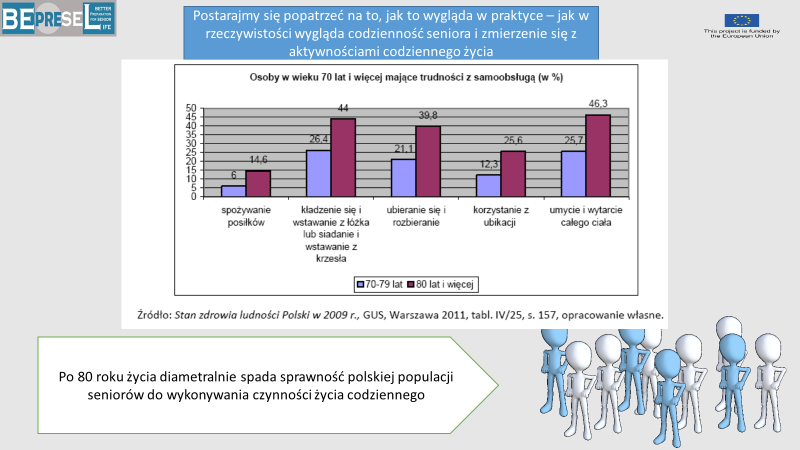 BEPRESEL
BETTER
PREPARATION
FOR SENIOR
LIFE
Postarajmy się popatrzeć na to, jak to wygląda w praktyce – jak w
rzeczywistości wygląda codzienność seniora i zmierzenie się z
aktywnościami codziennego życia
This project is funded by
the European Union
Osoby w wieku 70 lat i więcej mające trudności z samoobsługą (w %)
50
45
40
35
30
25
20
15
10
5
0
6
14,6
26,4
44
21,1
39,8
12,3
25,6
25,7
46,3
spożywanie
posiłków
kładzenie się i
wstawanie z łóżka
lub siadanie i
wstawanie z
krzesła
ubieranie się i
rozbieranie
korzystanie z
ubikacji
umycie i wytarcie
całego ciała
70-79 lat 80 lat i więcej
Źródło: Stan zdrowia ludności Polski w 2009 r., GUS, Warszawa 2011, tabl. IV/25, s. 157, opracowanie własne.
Po 80 roku życia diametralnie spada sprawność polskiej populacji
seniorów do wykonywania czynności życia codziennego